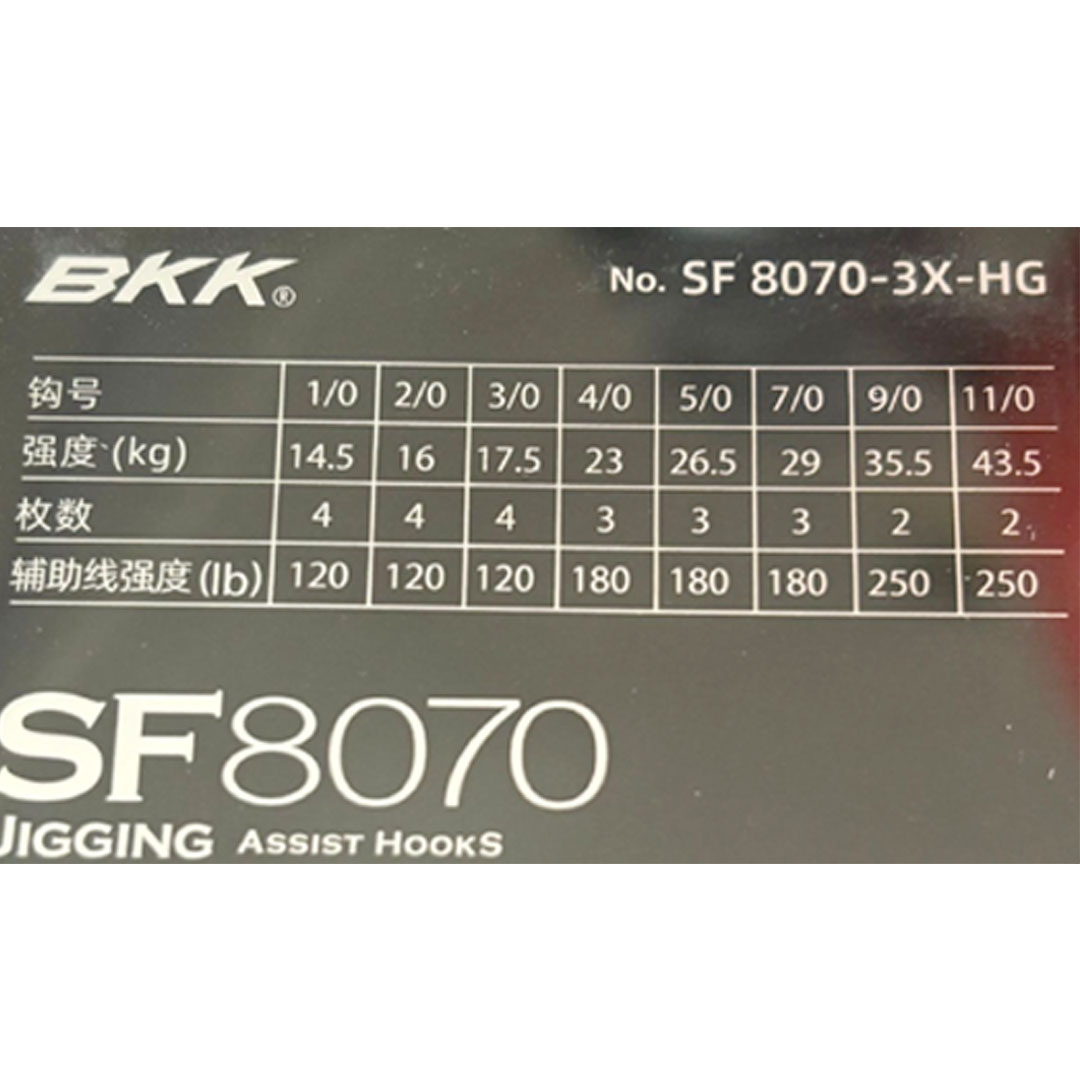 BKK®
No. SF 8070-3X-HG
钩号 1/0 2/0 3/0 4/0 5/0 7/0 9/0 11/0
强度(kg) 14.5 16 17.5 23 26.5 29 35.5 43.5
枚数 4 4 4 3 3 3 2 2
辅助线强度(lb) 120 120 120 180 180 180 250 250
SF8070
JIGGING ASSIST HOOKS